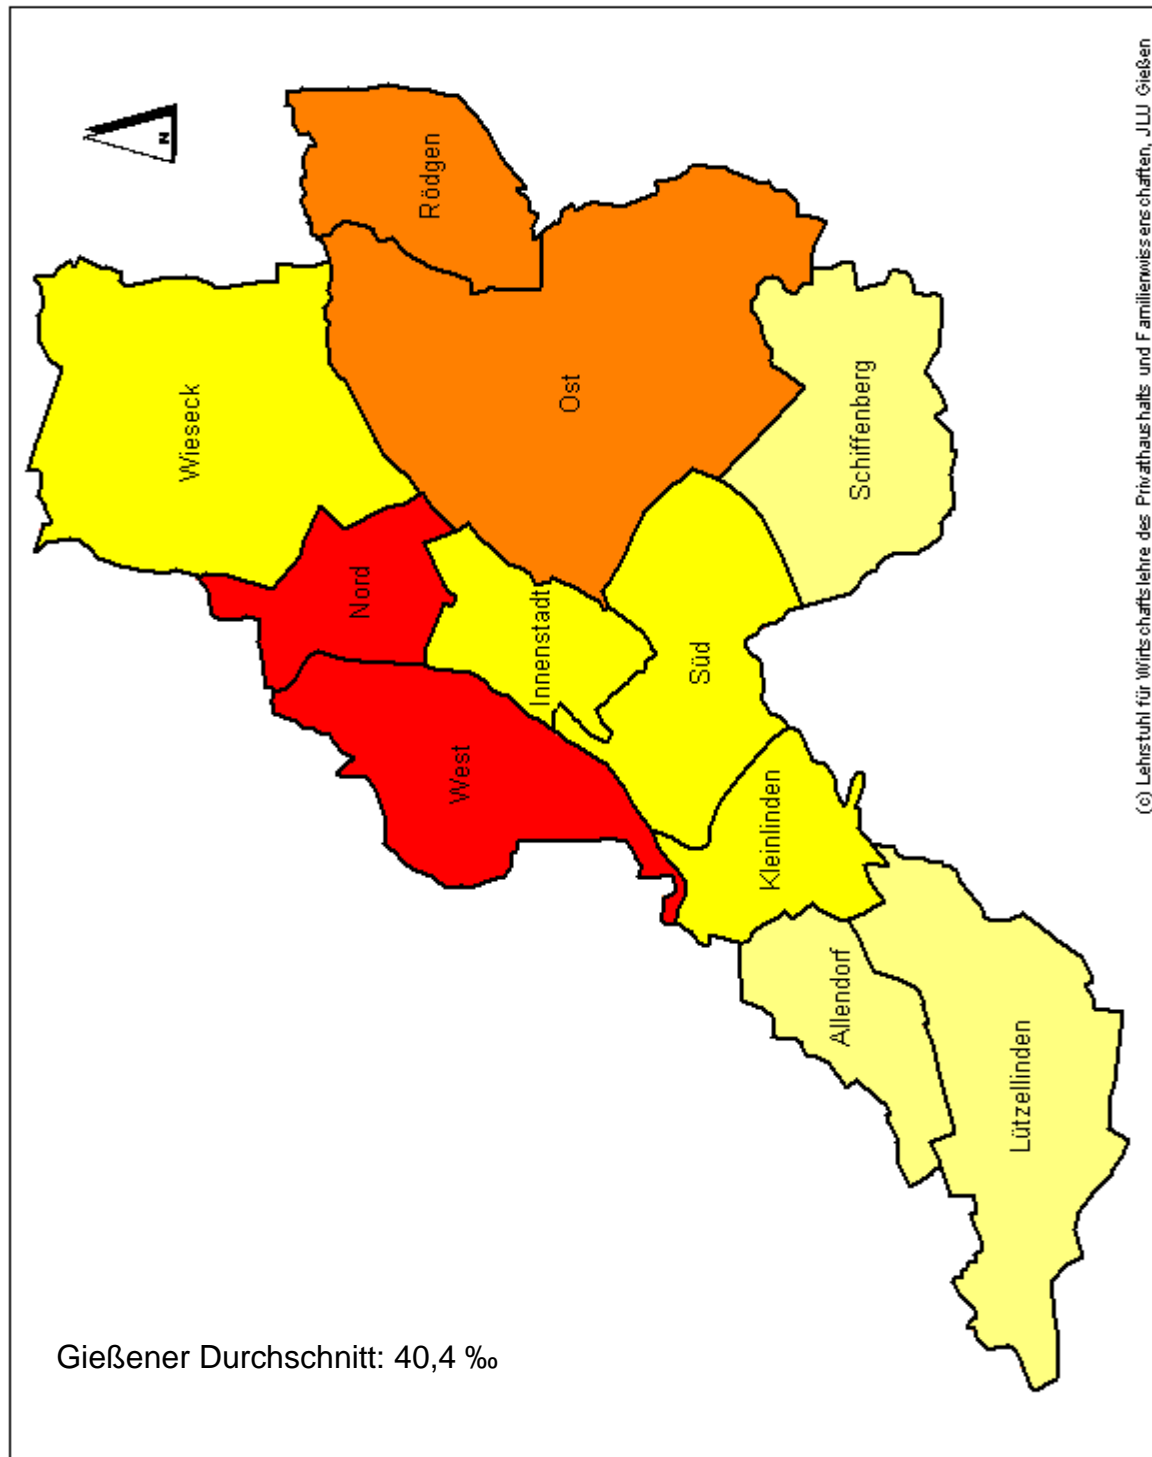 N
Rödgen
Wieseck
Ost
Schiffenberg
Nord
Innenstadt
Süd
West
Kleinlinden
Allendorf
Lützellinden
Gießener Durchschnitt: 40,4 ‰
(c) Lehrstuhl für Wirtschaftslehre des Privathaushalts und Familienwissenschaften, JLU Gießen